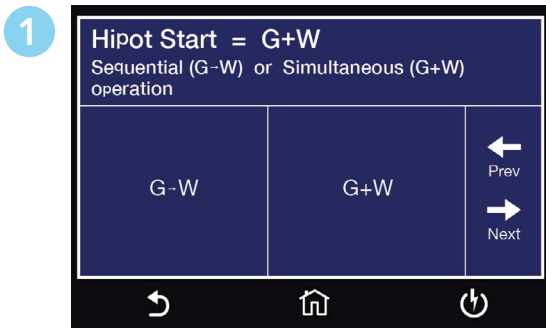 1
Hipot Start = G+W
Sequential (G→W) or Simultaneous (G+W)
operation
G→W
G+W
Prev
Next